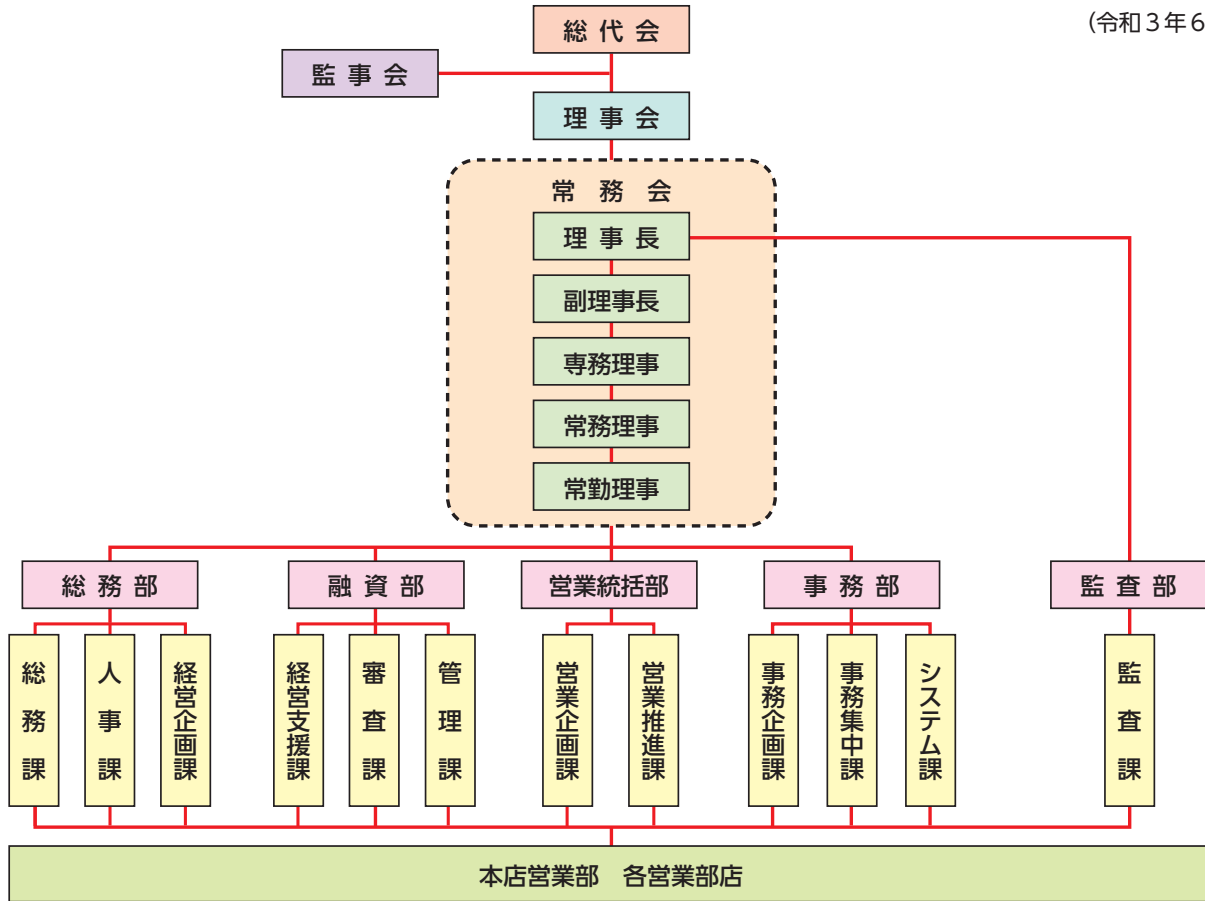 (令和3年6
総代会
監事会
理事会
常務会
理事長
副理事長
専務理事
常務理事
常勤理事
総務部
融資部
営業統括部
事務部
監査部
総務課
人事課
経営企画課
経営支援課
審査課
管理課
営業企画課
営業推進課
事務企画課
事務集中課
システム課
監査課
本店営業部 各営業部店